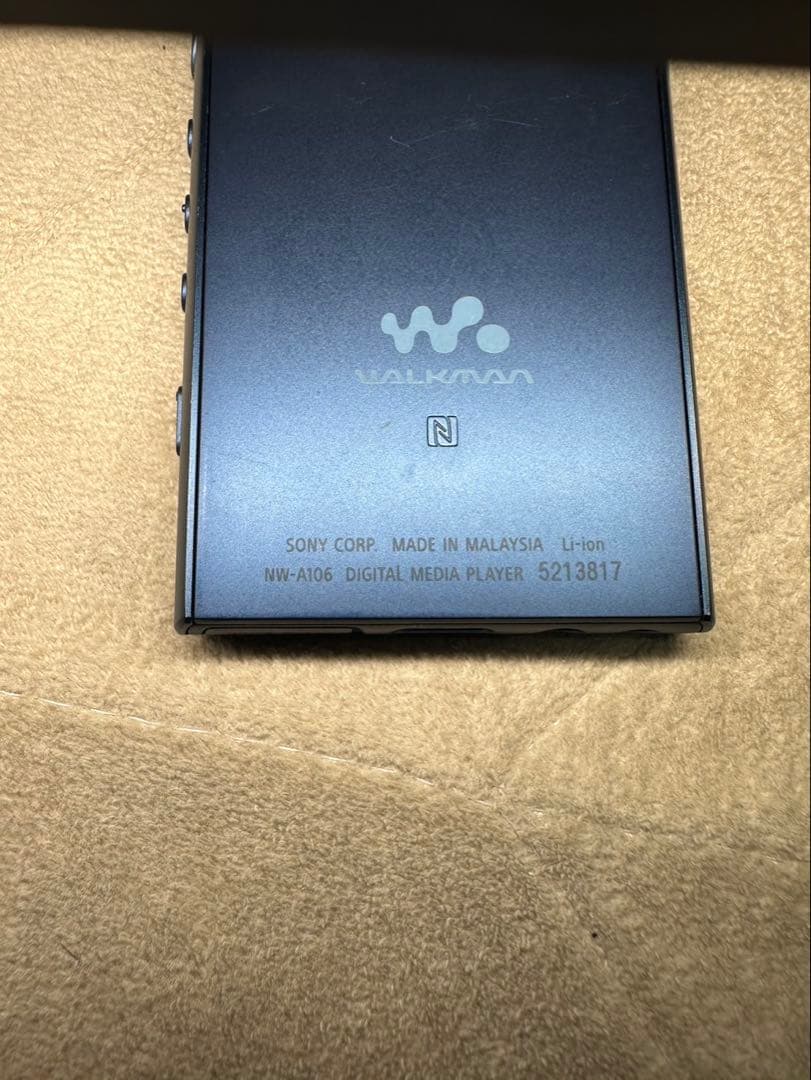 WALKMAN
N
SONY CORP. MADE IN MALAYSIA Li-ion
NW-A106 DIGITAL MEDIA PLAYER 5213817